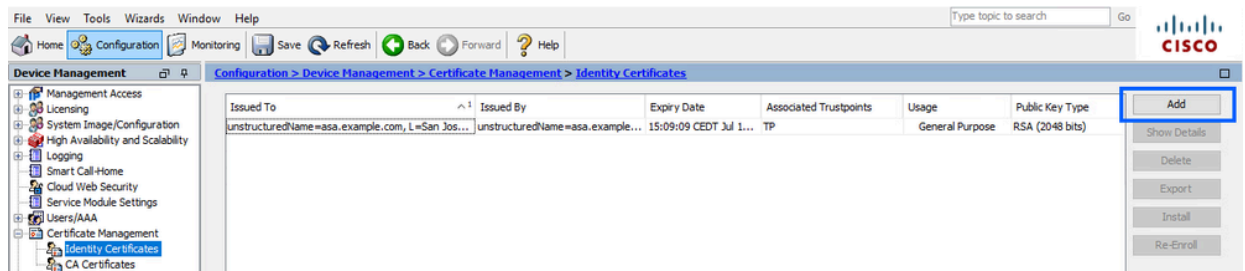 File View Tools Wizards Window Help
Type topic to search Go
Home Configuration Monitoring Save Refresh Back Forward Help
CISCO
Device Management
Configuration > Device Management > Certificate Management > Identity Certificates
Management Access
Licensing
System Image/Configuration
High Availability and Scalability
Logging
Smart Call-Home
Cloud Web Security
Service Module Settings
Users/AAA
Certificate Management
Identity Certificates
CA Certificates
Issued To 1 Issued By Expiry Date Associated Trustpoints Usage Public Key Type
unstructuredName=asa.example.com, L=San Jos... unstructuredName=asa.example... 15:09:09 CEDT Jul 1... TP General Purpose RSA (2048 bits)
Add
Show Details
Delete
Export
Install
Re-Enroll